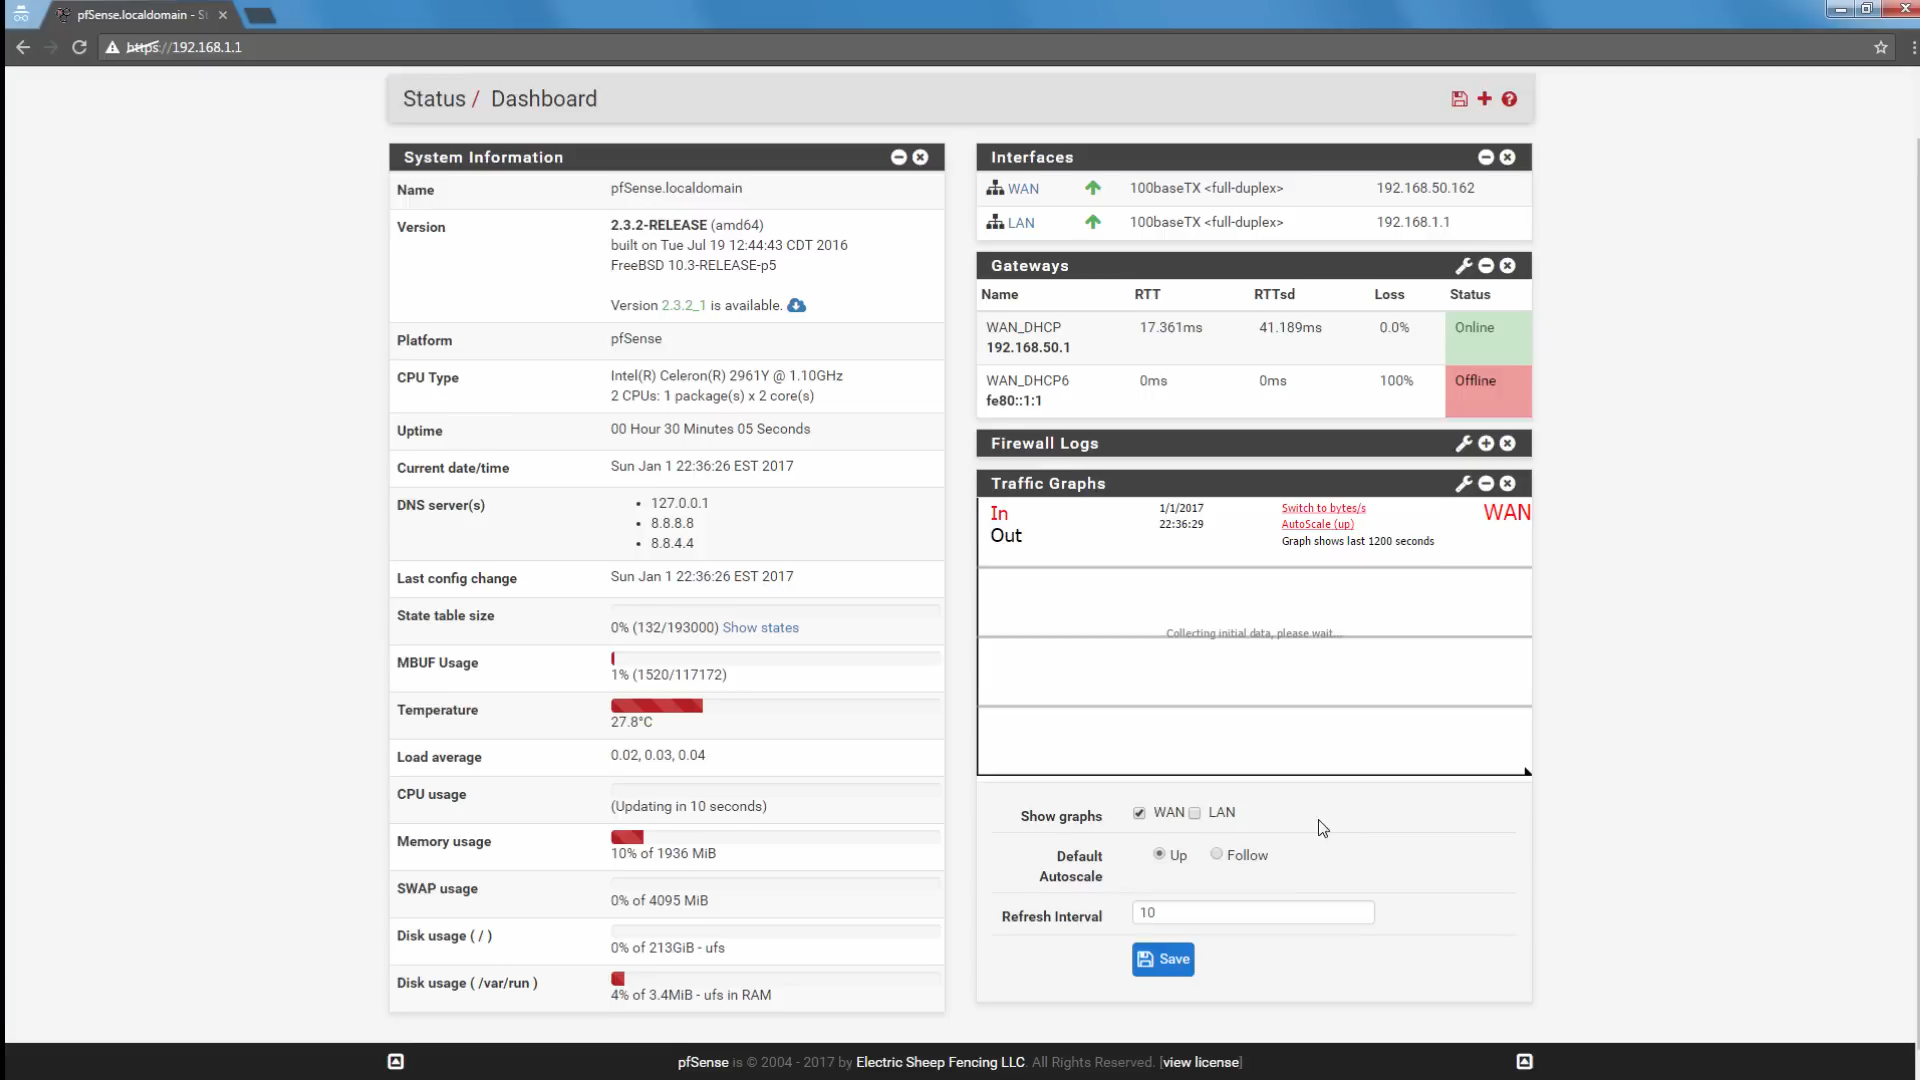 pfSense.localdomain - St
https://192.168.1.1
Status / Dashboard
System Information
Name pfSense.localdomain
Version 2.3.2-RELEASE (amd64)
built on Tue Jul 19 12:44:43 CDT 2016
FreeBSD 10.3-RELEASE-p5
Version 2.3.2_1 is available.
Platform pfSense
CPU Type Intel(R) Celeron(R) 2961Y @ 1.10GHz
2 CPUs: 1 package(s) x 2 core(s)
Uptime 00 Hour 30 Minutes 05 Seconds
Current date/time Sun Jan 1 22:36:26 EST 2017
DNS server(s)
• 127.0.0.1
• 8.8.8.8
• 8.8.4.4
Last config change Sun Jan 1 22:36:26 EST 2017
State table size
0% (132/193000) Show states
MBUF Usage
1% (1520/117172)
Temperature
27.8°C
Load average 0.02, 0.03, 0.04
CPU usage
(Updating in 10 seconds)
Memory usage
10% of 1936 MiB
SWAP usage
0% of 4095 MiB
Disk usage ( / )
0% of 213GiB - ufs
Disk usage ( /var/run )
4% of 3.4MiB - ufs in RAM
Interfaces
WAN 100baseTX <full-duplex> 192.168.50.162
LAN 100baseTX <full-duplex> 192.168.1.1
Gateways
Name RTT RTTsd Loss Status
WAN_DHCP 17.361ms 41.189ms 0.0% Online
192.168.50.1
WAN_DHCP6 0ms 0ms 100% Offline
fe80::1:1
Firewall Logs
Traffic Graphs
In 1/1/2017 Switch to bytes/s WAN
Out 22:36:29 AutoScale (up)
Graph shows last 1200 seconds
Collecting initial data, please wait...
Show graphs WAN LAN
Default Autoscale Up Follow
Refresh Interval 10
Save
pfSense is © 2004 - 2017 by Electric Sheep Fencing LLC. All Rights Reserved. [view license]